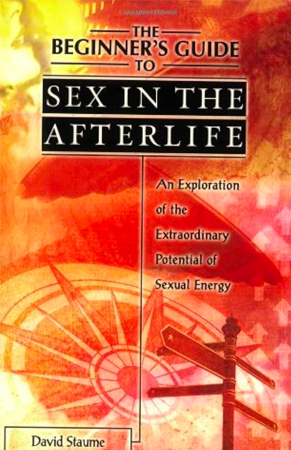 THE
BEGINNER'S GUIDE
TO
SEX IN THE
AFTERLIFE
An Exploration
of the
Extraordinary
Potential of
Sexual Energy
David Staume